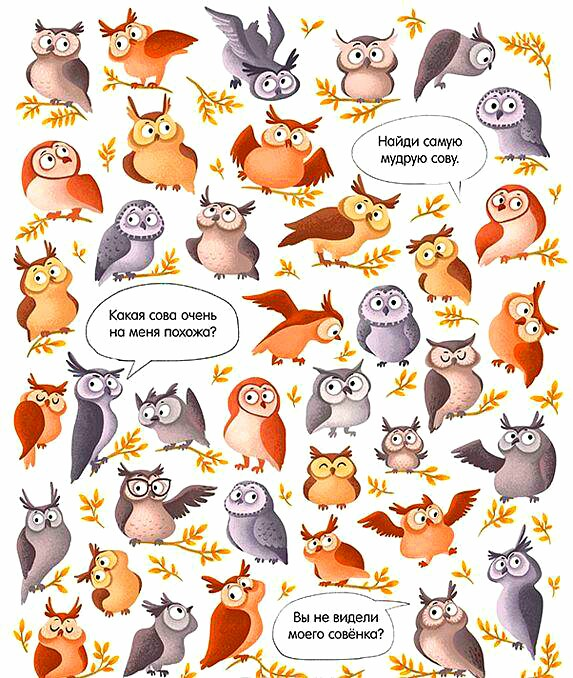 Найди самую
мудрую сову.
Какая сова очень
на меня похожа?
Вы не видели
моего совёнка?